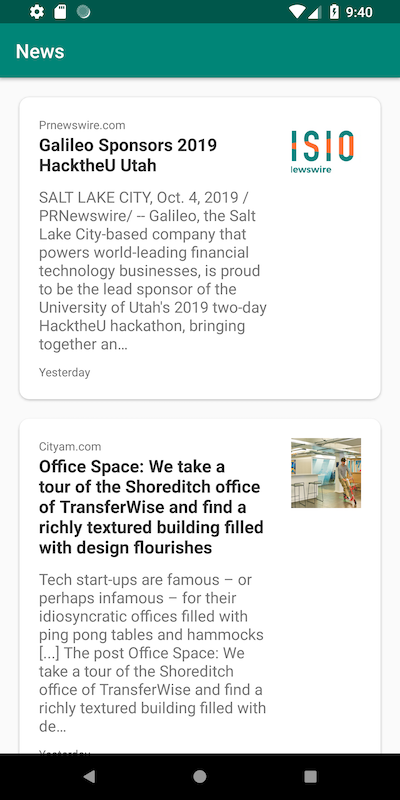 9:40
News
Prnewswire.com
Galileo Sponsors 2019
HacktheU Utah
ISIO
lewswire
SALT LAKE CITY, Oct. 4, 2019 /
PRNewswire/ -- Galileo, the Salt
Lake City-based company that
powers world-leading financial
technology businesses, is proud
to be the lead sponsor of the
University of Utah's 2019 two-day
HacktheU hackathon, bringing
together an…
Yesterday
Cityam.com
Office Space: We take a
tour of the Shoreditch office
of TransferWise and find a
richly textured building filled
with design flourishes
Tech start-ups are famous – or
perhaps infamous – for their
idiosyncratic offices filled with
ping pong tables and hammocks
[...] The post Office Space: We
take a tour of the Shoreditch
office of TransferWise and find a
richly textured building filled with
de…
Yesterday